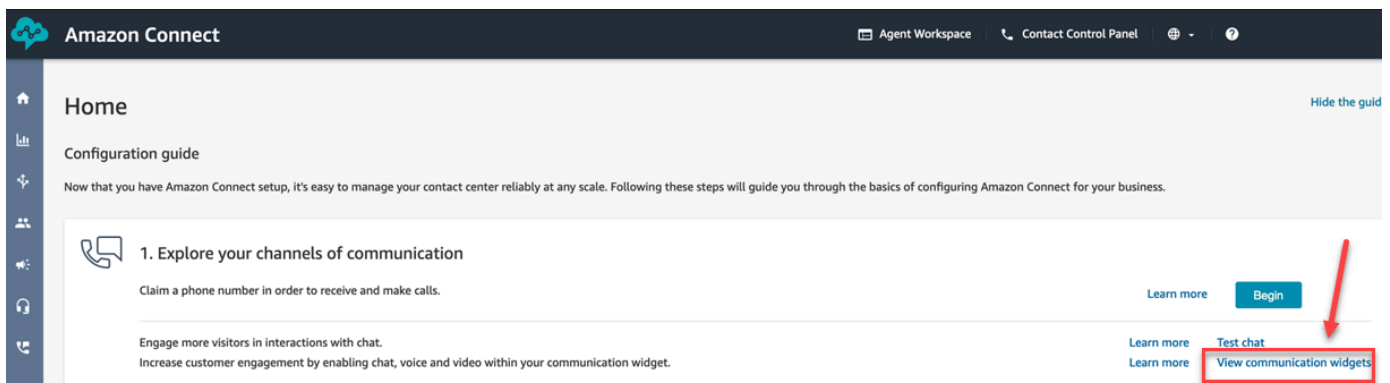 Amazon Connect
Agent Workspace
Contact Control Panel
Home
Hide the guid
Configuration guide
Now that you have Amazon Connect setup, it's easy to manage your contact center reliably at any scale. Following these steps will guide you through the basics of configuring Amazon Connect for your business.
1. Explore your channels of communication
Claim a phone number in order to receive and make calls.
Learn more
Begin
Engage more visitors in interactions with chat.
Learn more
Test chat
Increase customer engagement by enabling chat, voice and video within your communication widget.
Learn more
View communication widgets